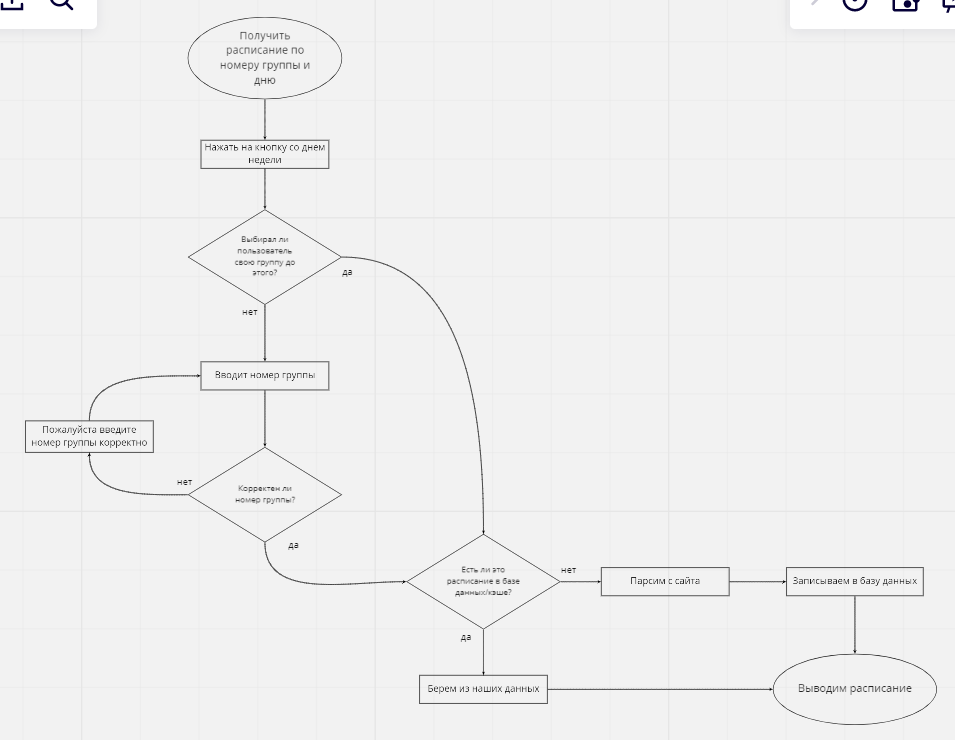 Получить
расписание по
номеру группы и
дню
Нажать на кнопку со днем
недели
Выбирал ли
пользователь
свою группу до
этого?
да
нет
Вводит номер группы
Пожалуйста введите
номер группы корректно
нет
Корректен ли
номер группы?
да
Есть ли это
расписание в базе
данных/кэше?
нет
Парсим с сайта
Записываем в базу данных
да
Берем из наших данных
Выводим расписание